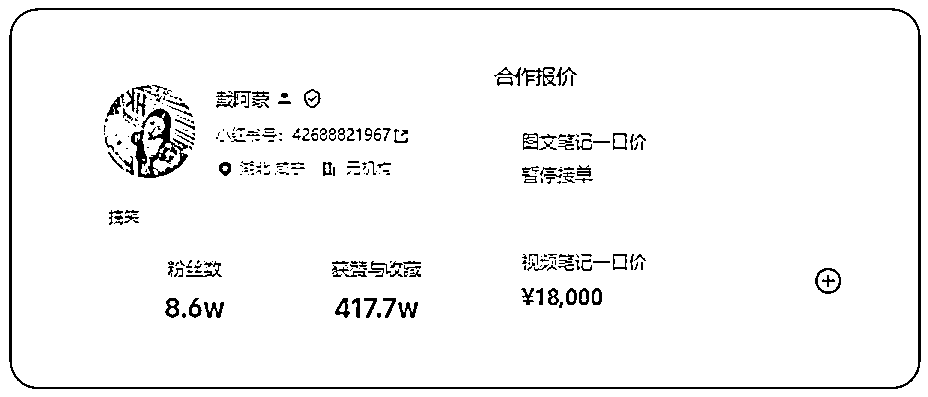 戴阿蒙
小红书号：42688821967
湖北 咸宁 无机构
搞笑
粉丝数
8.6w
获赞与收藏
417.7w
合作报价
图文笔记一口价
暂停接单
视频笔记一口价
¥18,000